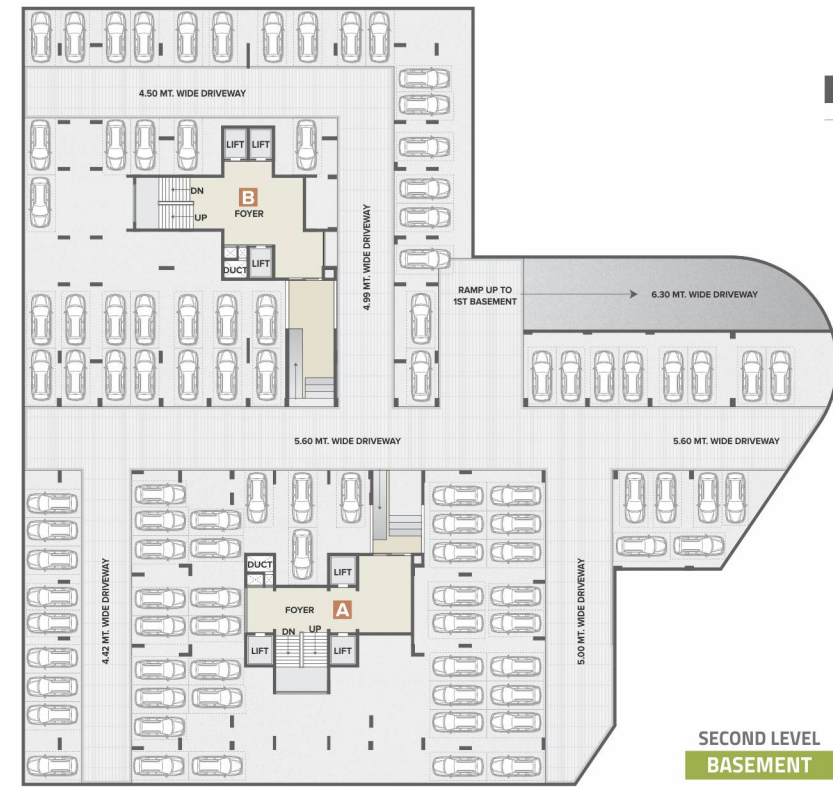 4.50 MT. WIDE DRIVEWAY
LIFT LIFT
DN
B
UP
FOYER
DUCT
LIFT
4.99 MT. WIDE DRIVEWAY
RAMP UP TO
1ST BASEMENT
6.30 MT. WIDE DRIVEWAY
5.60 MT. WIDE DRIVEWAY
5.60 MT. WIDE DRIVEWAY
4.42 MT. WIDE DRIVEWAY
DUCT
LIFT
FOYER
A
DN UP
LIFT
LIFT
5.00 MT. WIDE DRIVEWAY
SECOND LEVEL
BASEMENT